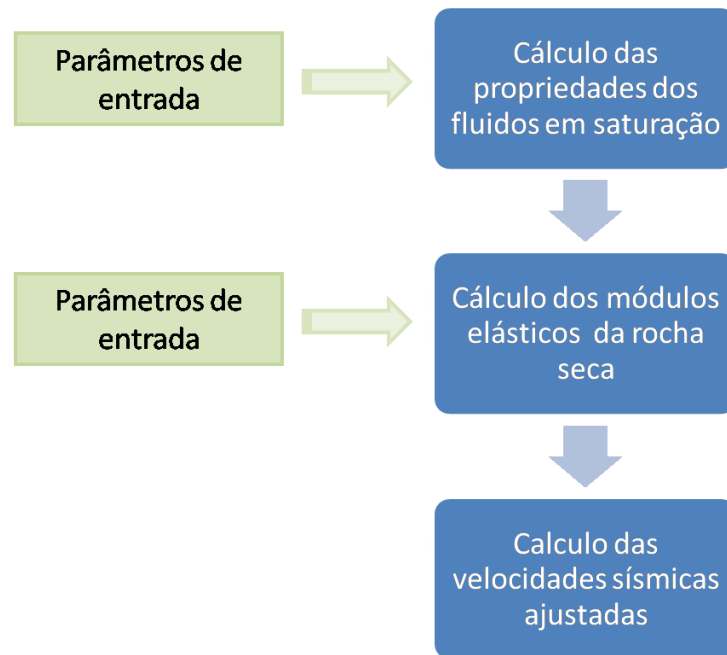 Parâmetros de
entrada
Cálculo das
propriedades dos
fluidos em saturação
Parâmetros de
entrada
Cálculo dos módulos
elásticos da rocha
seca
Calculo das
velocidades sísmicas
ajustadas